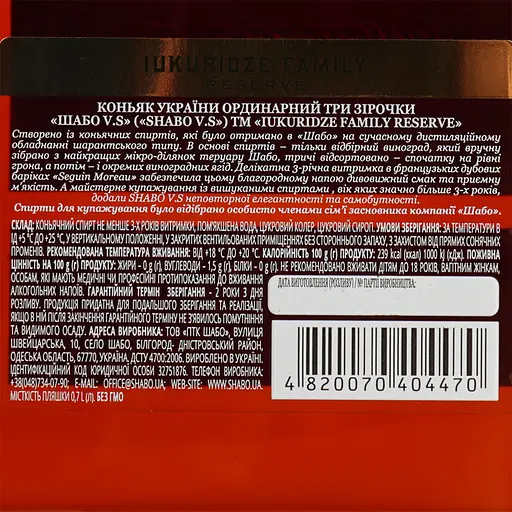 IUKURIDZE FAMILY
RESERVE
КОНЬЯК УКРАЇНИ ОРДИНАРНИЙ ТРИ ЗІРОЧКИ
«ШАБО V.S» («SHABO V.S») ТМ «IUKURIDZE FAMILY RESERVE»
Створено із коньячних спиртів, які було отримано в «Шабо» на сучасному дистиляційному
обладнанні шарантського типу. В основі спиртів – тільки відбірний виноград, який вручну
зібрано з найкращих мікро-ділянок теруару Шабо, тричі відсортовано – спочатку на рівні
грона, а потім – і окремих виноградних ягід. Делікатна 3-річна витримка в французьких дубових
баріках «Seguin Moreau» забезпечила цьому благородному напою дивовижний смак та приємну
м'якість. А майстерне купажування із вишуканими спиртами , вік яких значно більше 3-х років,
додали SHABO V.S неповторної елегантності та самобутності.
Спирти для купажування було відібрано особисто членами сім'ї засновника компанії «Шабо».
СКЛАД: КОНЬЯЧНИЙ СПИРТ НЕ МЕНШЕ 3-Х РОКІВ ВИТРИМКИ, ПОМ'ЯКШЕНА ВОДА, ЦУКРОВИЙ КОЛЕР, ЦУКРОВИЙ СИРОП. УМОВИ ЗБЕРІГАННЯ: ЗА ТЕМПЕРАТУРИ В
ІД +5 °C ДО +25 °C, У ВЕРТИКАЛЬНОМУ ПОЛОЖЕННІ, У ЗАКРИТИХ ВЕНТИЛЬОВАНИХ ПРИМІЩЕННЯХ БЕЗ СТОРОННЬОГО ЗАПАХУ, З ЗАХИСТОМ ВІД ПРЯМИХ СОНЯЧНИХ
ПРОМЕНІВ. РЕКОМЕНДОВАНА ТЕМПЕРАТУРА ВЖИВАННЯ: ВІД +18 °C ДО +20 °C. КАЛОРІЙНІСТЬ 100 g (г) ПРОДУКТУ: 239 kcal (ккал) 1000 kJ (кДж). ПОЖИВНА
ЦІННІСТЬ НА 100 g (г) ПРОДУКТУ: ЖИРИ – 0 g (г), ВУГЛЕВОДИ – 1,5 g (г), БІЛКИ – 0 g (г). НЕ РЕКОМЕНДОВАНО ВЖИВАТИ ДІТЯМ ДО 18 РОКІВ, ВАГІТНИМ ЖІНКАМ,
ОСОБАМ, ЯКІ МАЮТЬ МЕДИЧНІ ЧИ ПРОФЕСІЙНІ ПРОТИПОКАЗАННЯ ДО ВЖИВАННЯ
АЛКОГОЛЬНИХ НАПОЇВ. ГАРАНТІЙНИЙ ТЕРМІН ЗБЕРІГАННЯ - 2 РОКИ З ДНЯ
РОЗЛИВУ. ПРОДУКЦІЯ ПРИДАТНА ДЛЯ ПОДАЛЬШОГО ЗБЕРІГАННЯ ТА РЕАЛІЗАЦІЇ,
ЯКЩО В НІЙ ПІСЛЯ ЗАКІНЧЕННЯ ГАРАНТІЙНОГО ТЕРМІНУ НЕ З'ЯВИЛОСЬ ПОМУТНІННЯ
ТА ВИДИМОГО ОСАДУ. АДРЕСА ВИРОБНИКА: ТОВ «ПТК ШАБО», ВУЛИЦЯ
ШВЕЙЦАРСЬКА, 10, СЕЛО ШАБО, БІЛГОРОД- ДНІСТРОВСЬКИЙ РАЙОН,
ОДЕСЬКА ОБЛАСТЬ, 67770, УКРАЇНА, ДСТУ 4700:2006. ВИРОБЛЕНО В УКРАЇНІ.
ІДЕНТИФІКАЦІЙНИЙ КОД ЮРИДИЧНОЇ ОСОБИ 32751876. ТЕЛЕФОН ВИРОБНИКА:
+38(048)734-07-90; E-MAIL: OFFICE@SHABO.UA; WEB-SITE: WWW.SHABO.UA.
МІСТКІСТЬ ПЛЯШКИ 0,7 L (л). БЕЗ ГМО
ДАТА ВИГОТОВЛЕННЯ (РОЗЛИВУ) / № ПАРТІЇ ВИРОБНИЦТВА:
4820070404470